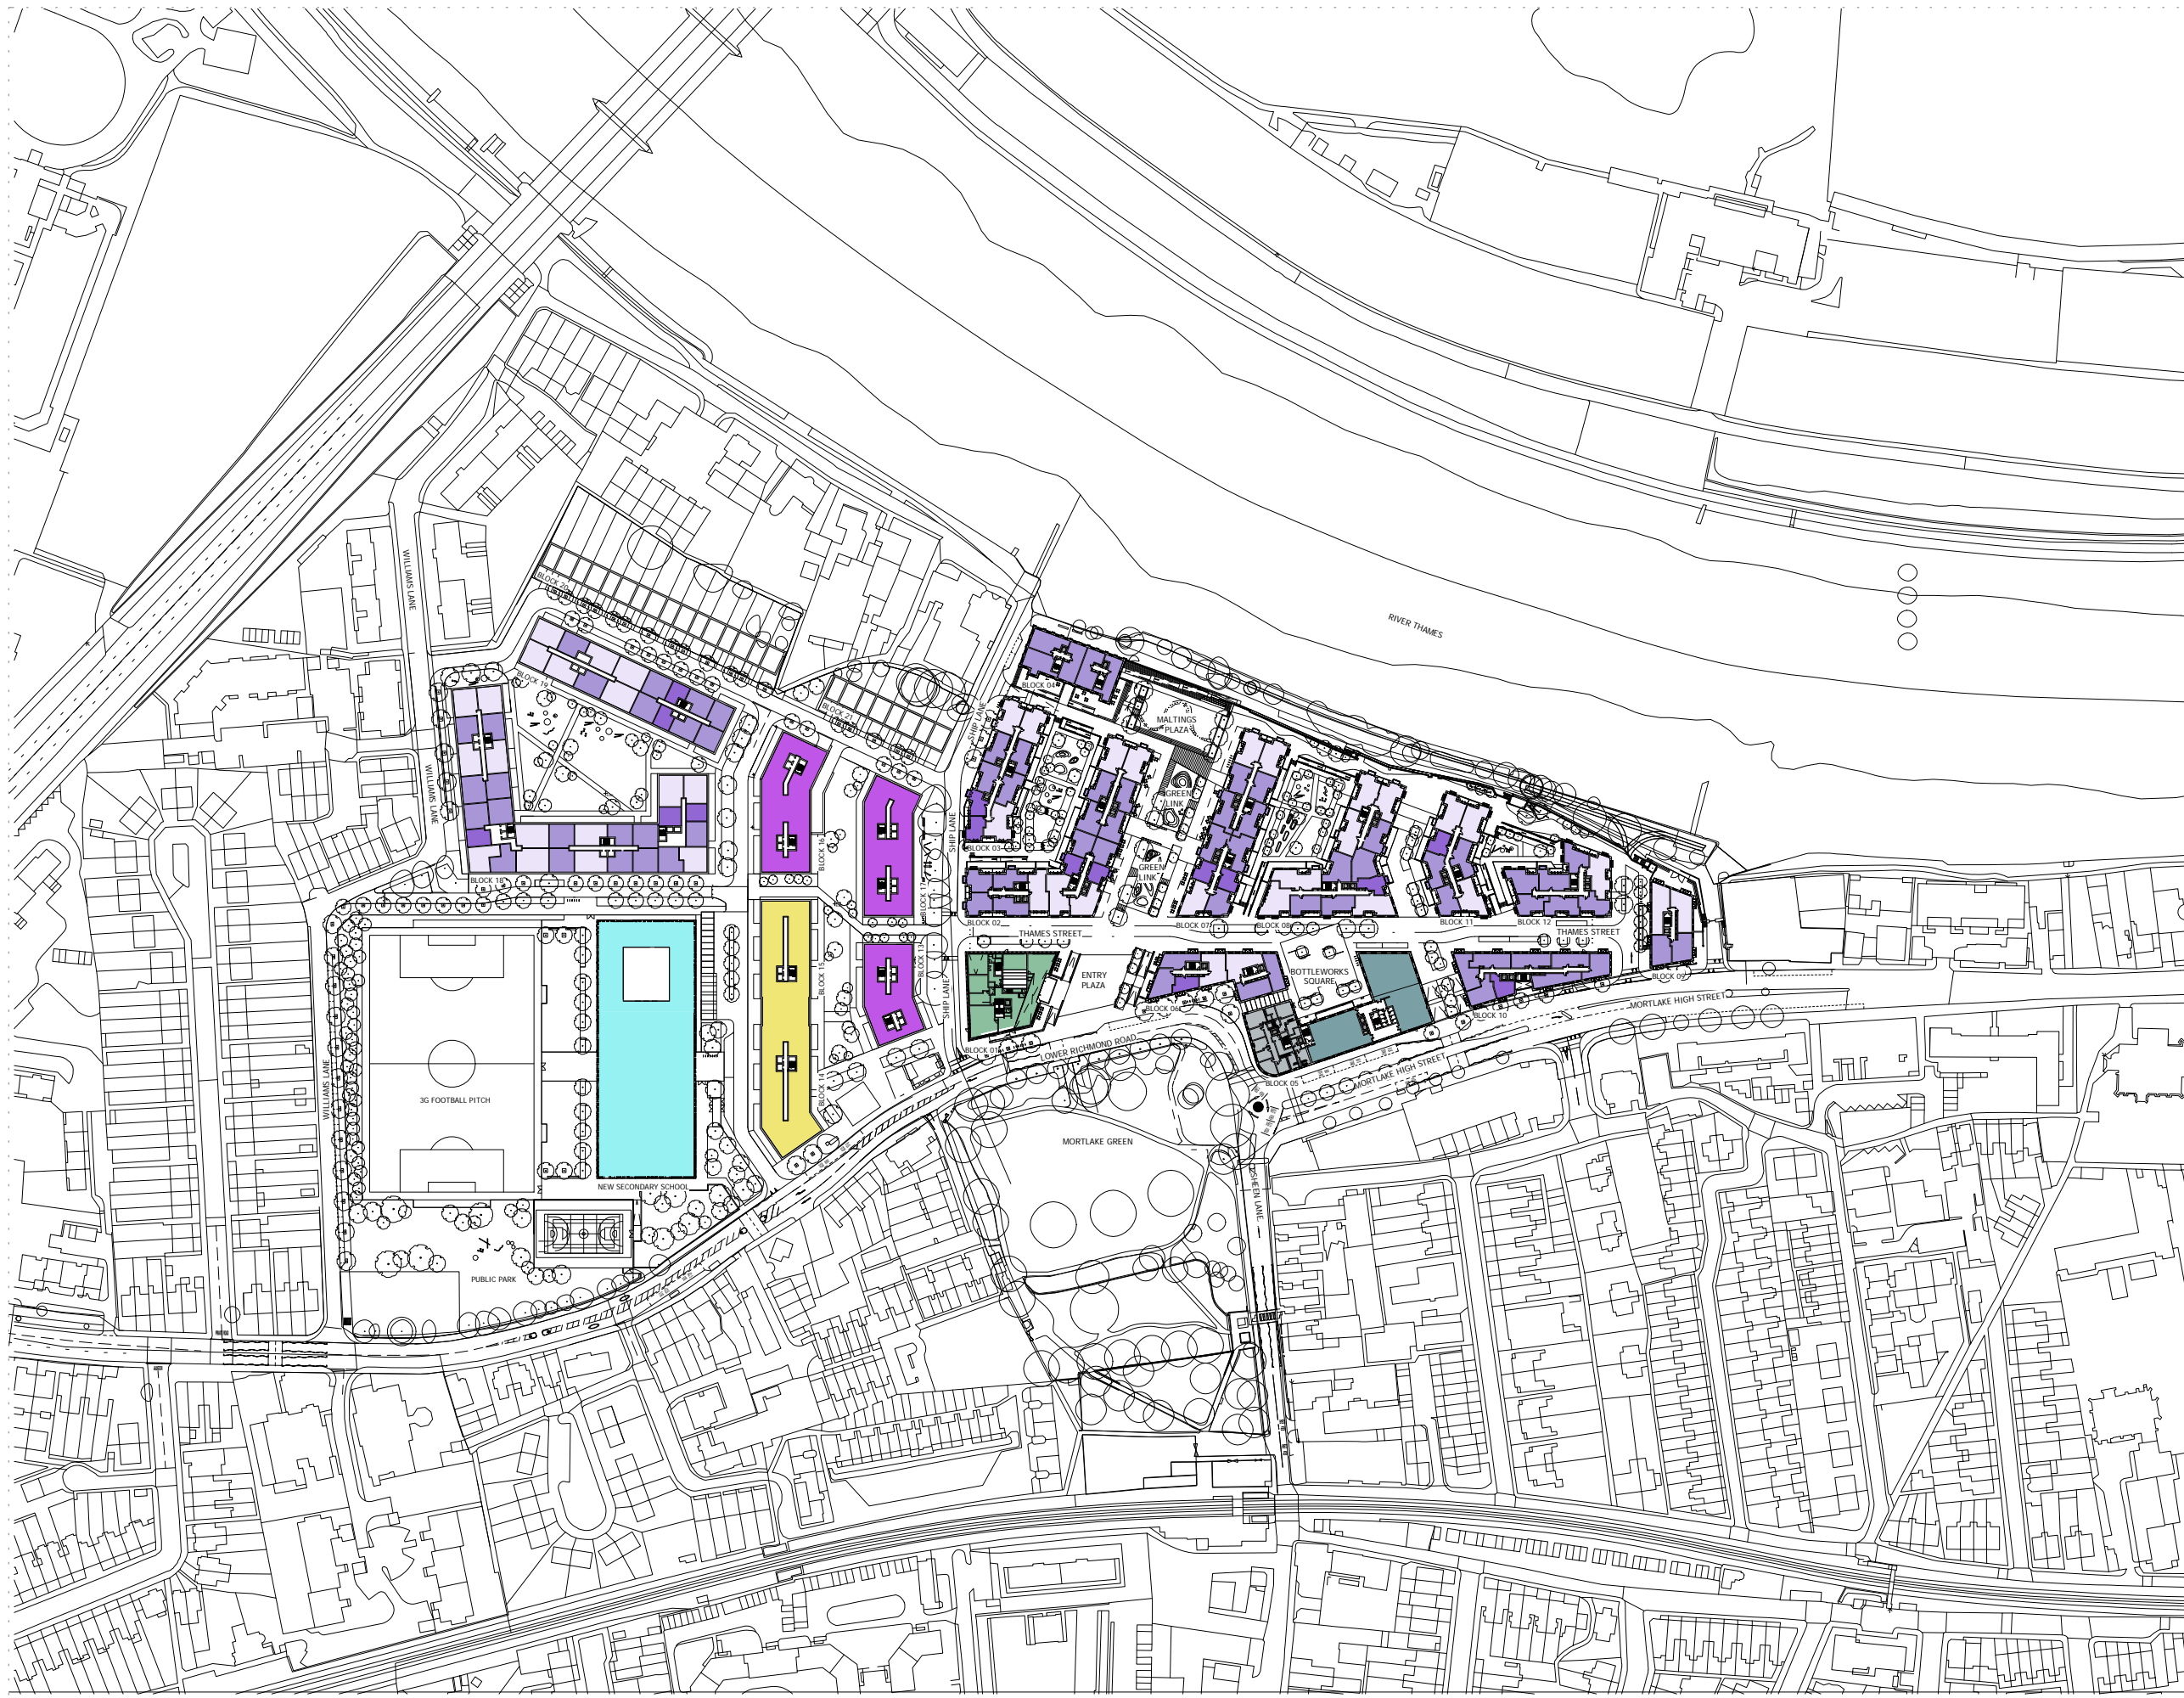 RIVER THAMES
WILLIAMS LANE
BLOCK 20
BLOCK 19
BLOCK 04
MALTINGS
PLAZA
BLOCK 21
SHIP LANE
WILLIAMS LANE
GREEN
LINK
SHIP LANE
BLOCK 16
BLOCK 03
GREEN
LINK
BLOCK 18
BLOCK 17
BLOCK 02
BLOCK 07
BLOCK 08
BLOCK 11
BLOCK 12
THAMES STREET
THAMES STREET
BLOCK 15
BLOCK 13
SHIP LANE
ENTRY
PLAZA
BOTTLEWORKS
SQUARE
BLOCK 09
BLOCK 06
BLOCK 10
MORTLAKE HIGH STREET
BLOCK 01
LOWER RICHMOND ROAD
BLOCK 05
MORTLAKE HIGH STREET
WILLIAMS LANE
3G FOOTBALL PITCH
BLOCK 14
MORTLAKE GREEN
SHEEN LANE
NEW SECONDARY SCHOOL
PUBLIC PARK